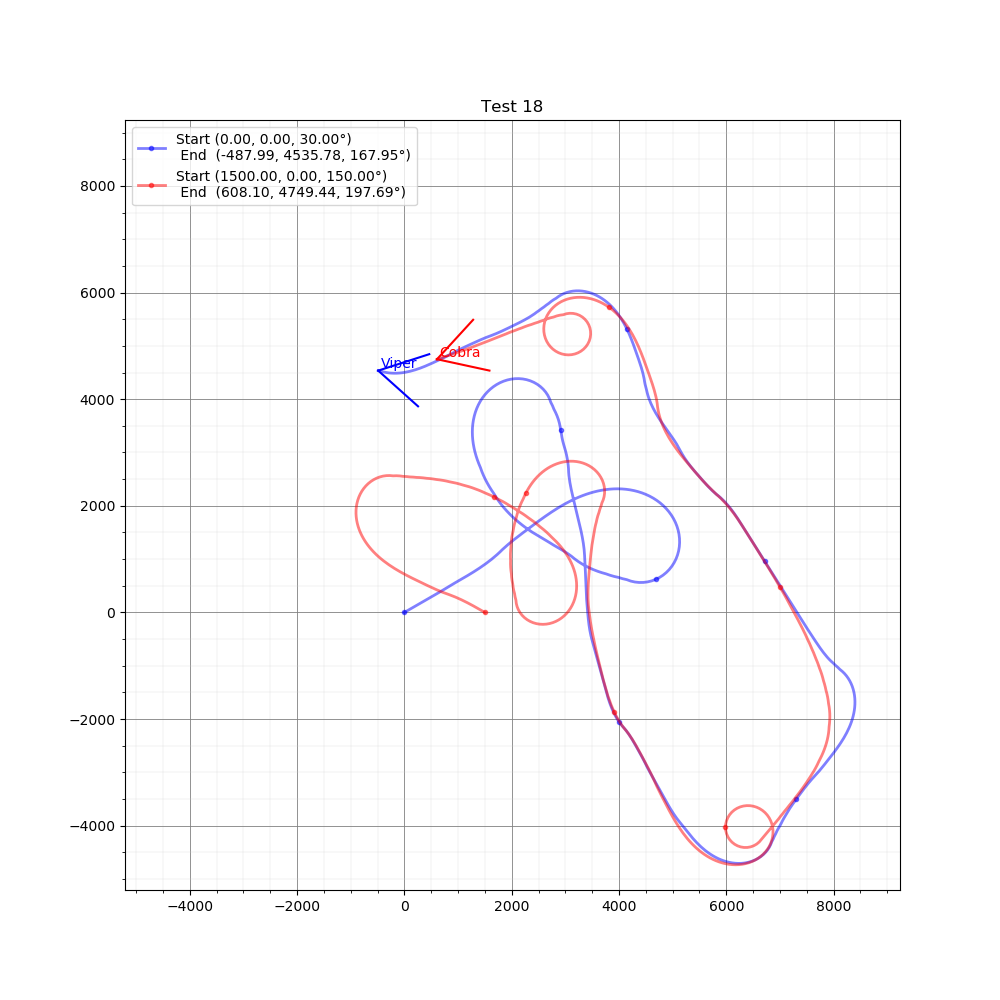 Test 18
Start (0.00, 0.00, 30.00°)
End (-487.99, 4535.78, 167.95°)
Start (1500.00, 0.00, 150.00°)
End (608.10, 4749.44, 197.69°)
8000
6000
4000
2000
0
−2000
−4000
Viper
Cobra
−4000 −2000 0 2000 4000 6000 8000